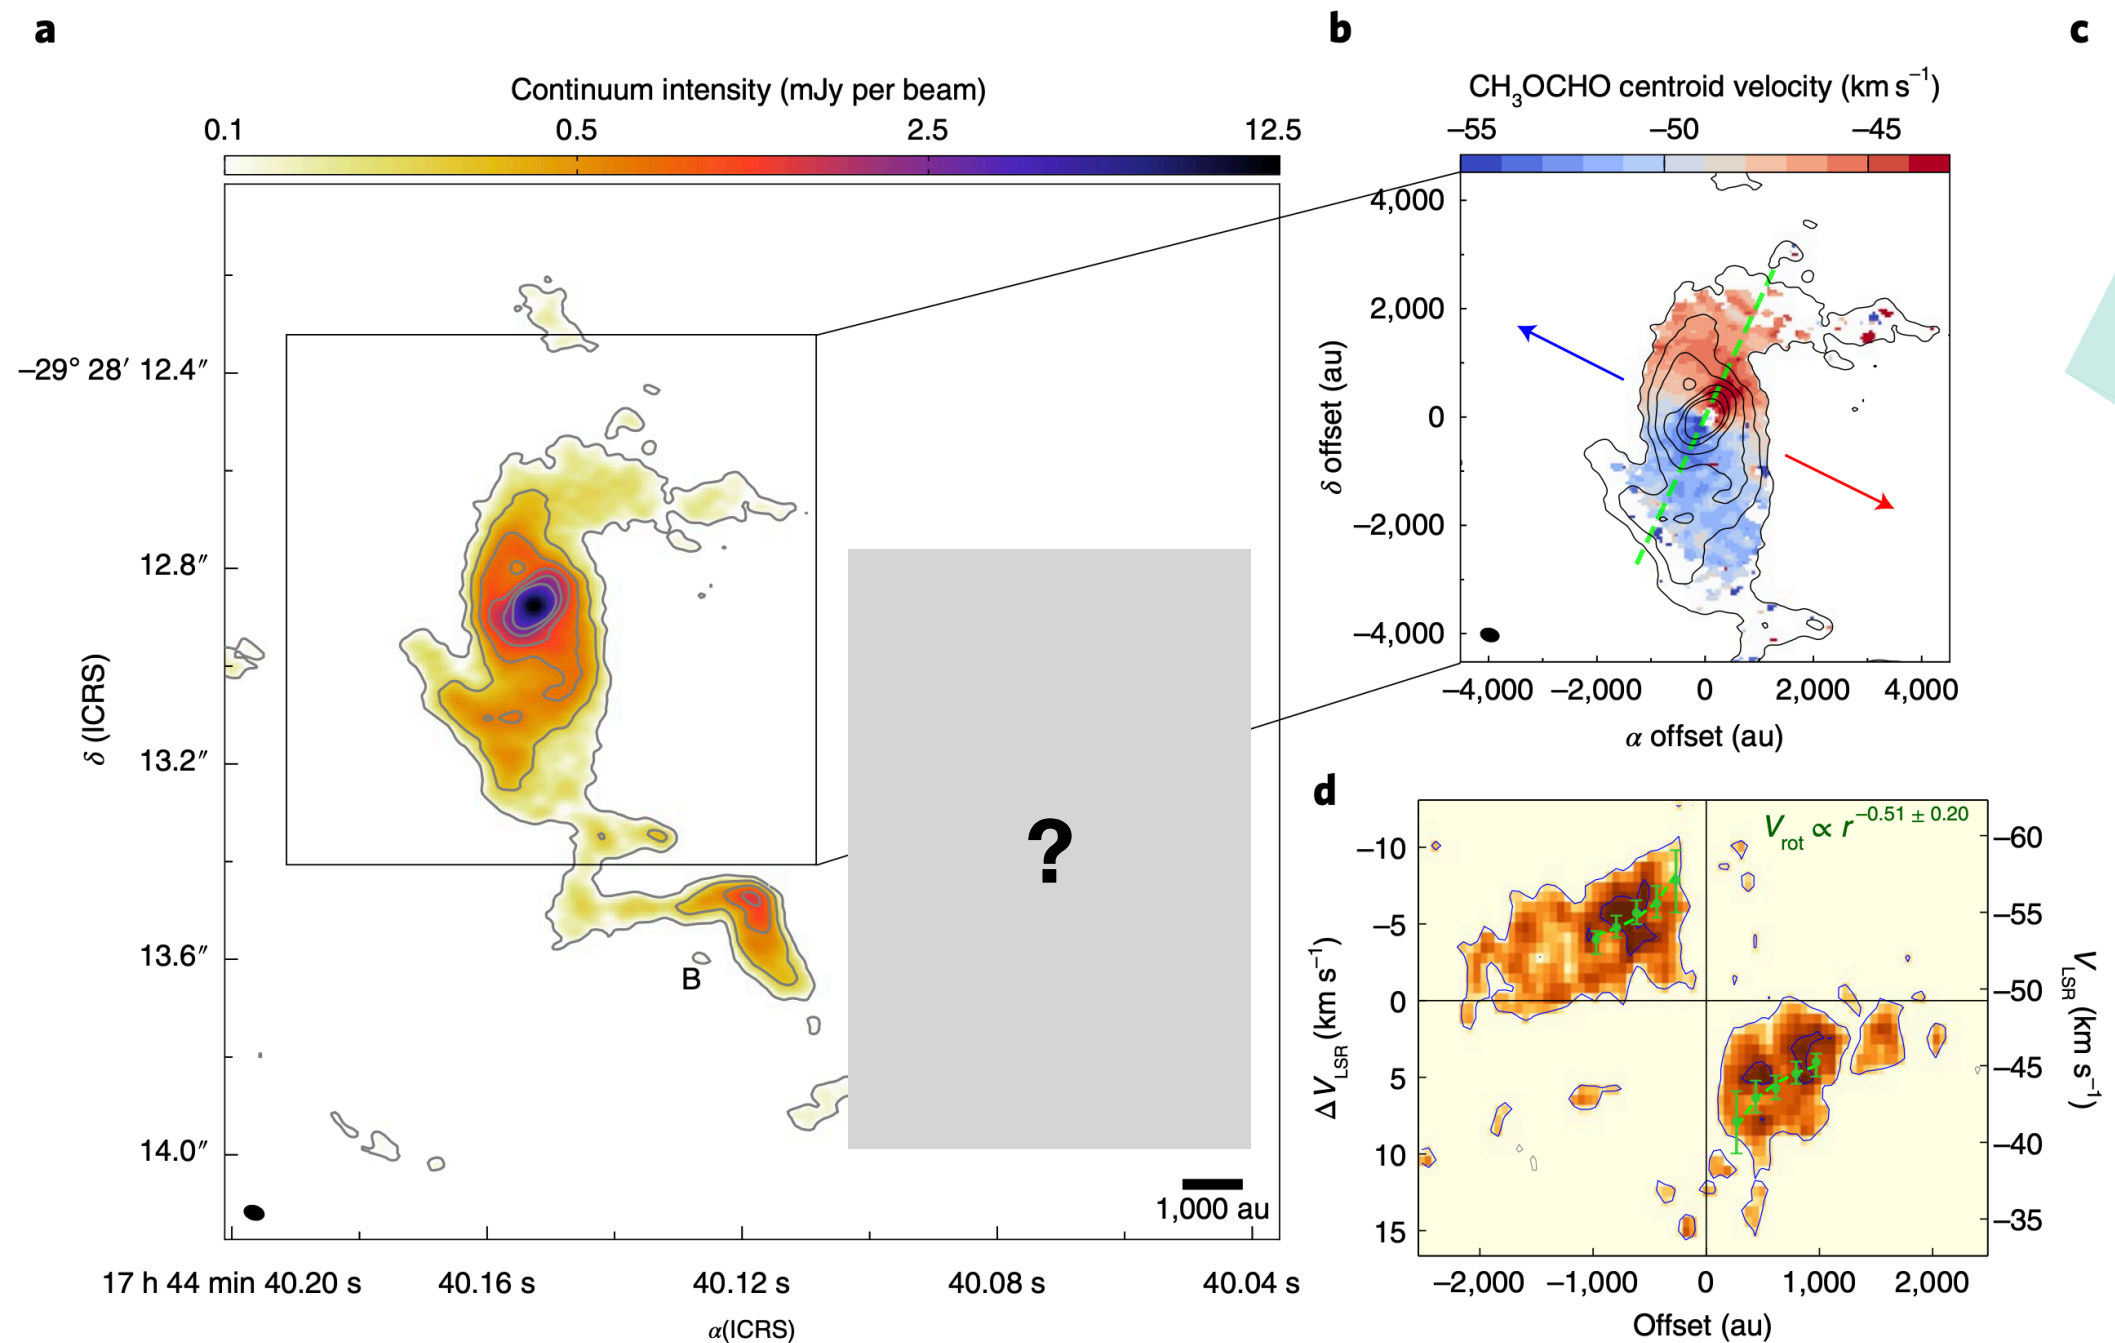 a
Continuum intensity (mJy per beam)
0.1 0.5 2.5 12.5
–29° 28′ 12.4″
12.8″
13.2″
13.6″
14.0″
δ (ICRS)
B
?
1,000 au
17 h 44 min 40.20 s 40.16 s 40.12 s 40.08 s 40.04 s
α(ICRS)
b
CH₃OCHO centroid velocity (km s⁻¹)
–55 –50 –45
4,000
2,000
0
–2,000
–4,000
δ offset (au)
–4,000 –2,000 0 2,000 4,000
α offset (au)
c
d
V_rot ∝ r^–0.51 ± 0.20
–10
–5
0
5
10
15
ΔV_LSR (km s⁻¹)
–60
–55
–50
–45
–40
–35
V_LSR (km s⁻¹)
–2,000 –1,000 0 1,000 2,000
Offset (au)